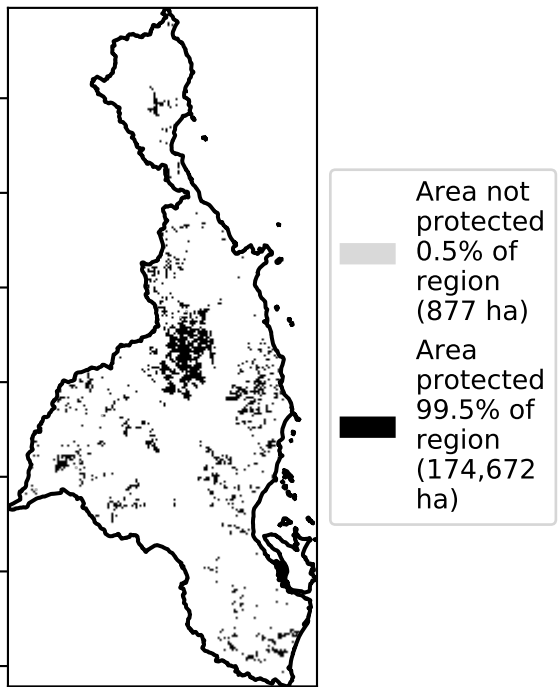 Area not
protected
0.5% of
region
(877 ha)
Area
protected
99.5% of
region
(174,672
ha)